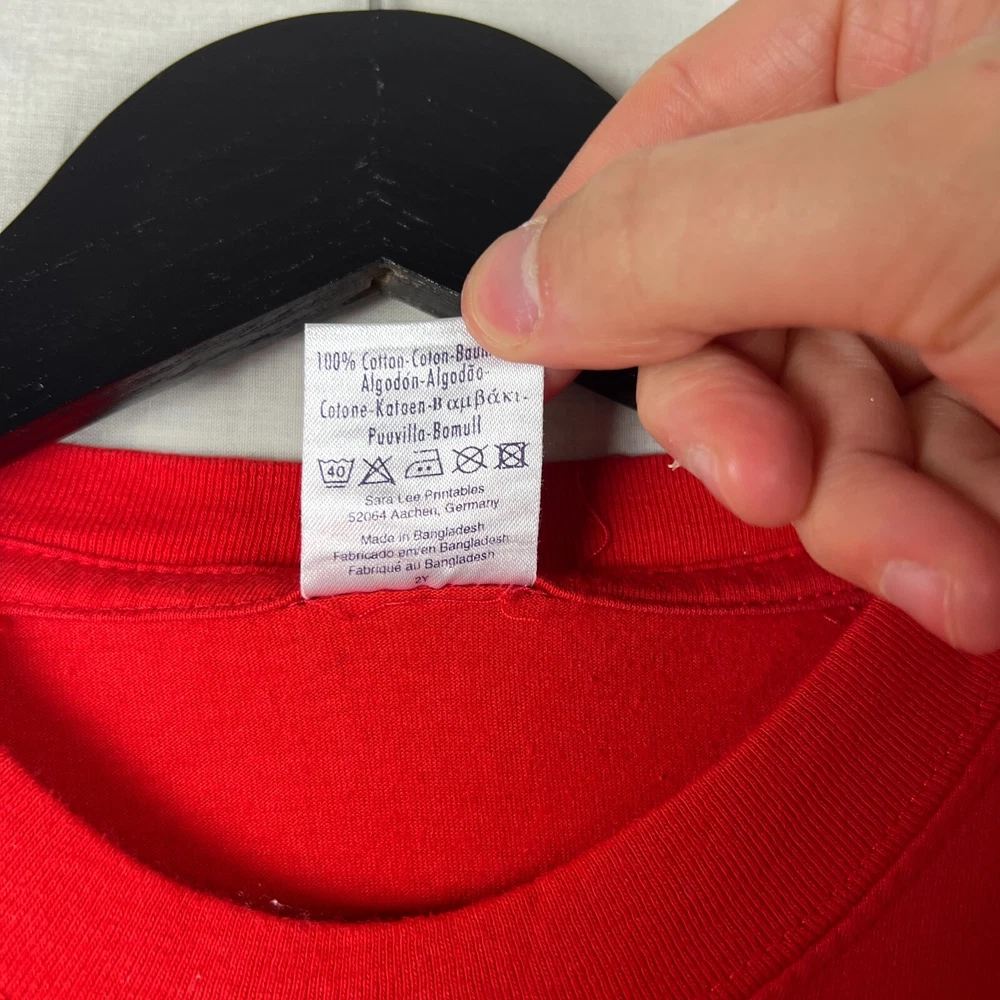 100% Cotton-Coton-Baum
Algodón-Algodão-
Cotone-Katoen-Βαμβάκι-
Puuvilla-Bomull
40
Sara Lee Printables
52064 Aachen, Germany
Made in Bangladesh
Fabricado em/en Bangladesh
Fabriqué au Bangladesh
2Y